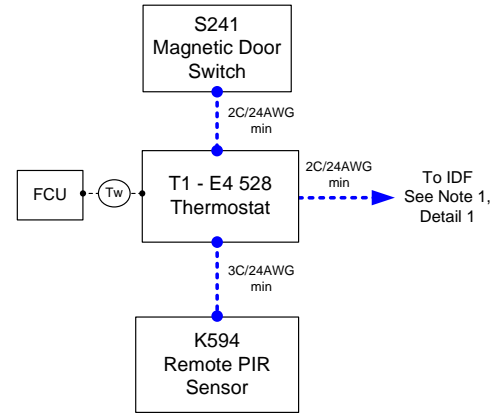 S241
Magnetic Door
Switch
2C/24AWG
min
FCU
Tw
T1 - E4 528
Thermostat
2C/24AWG
min
To IDF
See Note 1,
Detail 1
3C/24AWG
min
K594
Remote PIR
Sensor